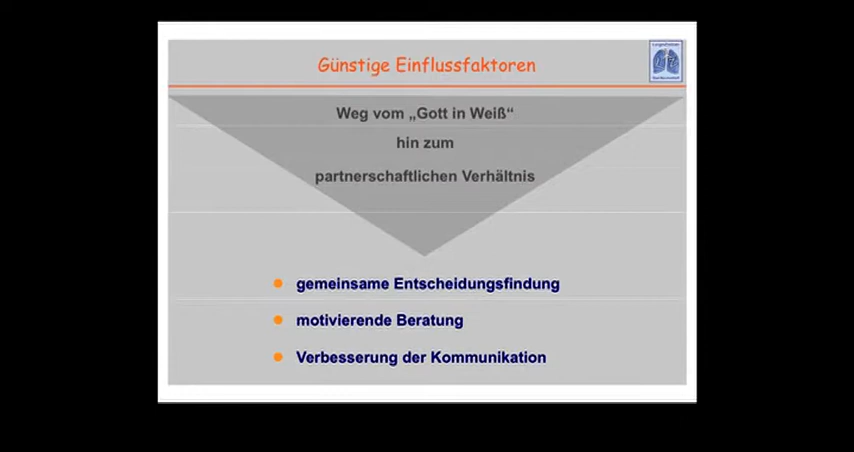 Günstige Einflussfaktoren
Weg vom „Gott in Weiß“
hin zum
partnerschaftlichen Verhältnis
gemeinsame Entscheidungsfindung
motivierende Beratung
Verbesserung der Kommunikation